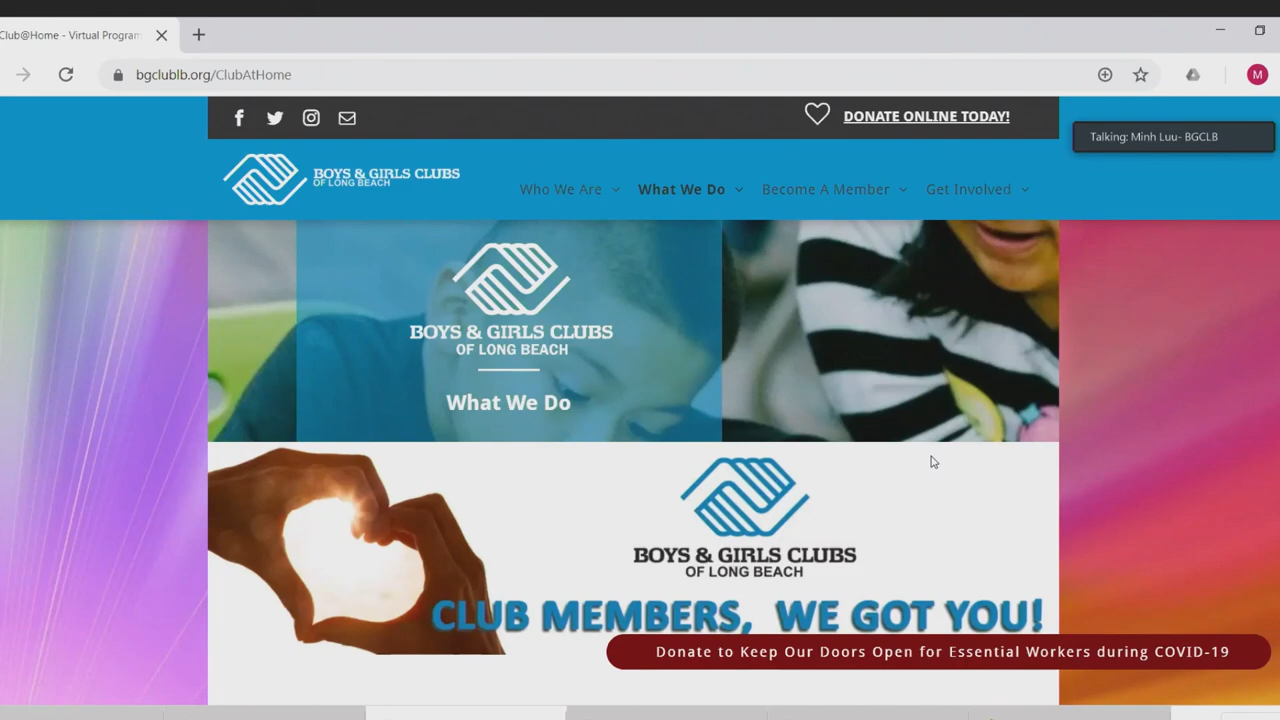 Club@Home - Virtual Program
bgclublb.org/ClubAtHome
M
DONATE ONLINE TODAY!
Talking: Minh Luu- BGCLB
BOYS & GIRLS CLUBS
OF LONG BEACH
Who We Are
What We Do
Become A Member
Get Involved
BOYS & GIRLS CLUBS
OF LONG BEACH
What We Do
BOYS & GIRLS CLUBS
OF LONG BEACH
CLUB MEMBERS, WE GOT YOU!
Donate to Keep Our Doors Open for Essential Workers during COVID-19